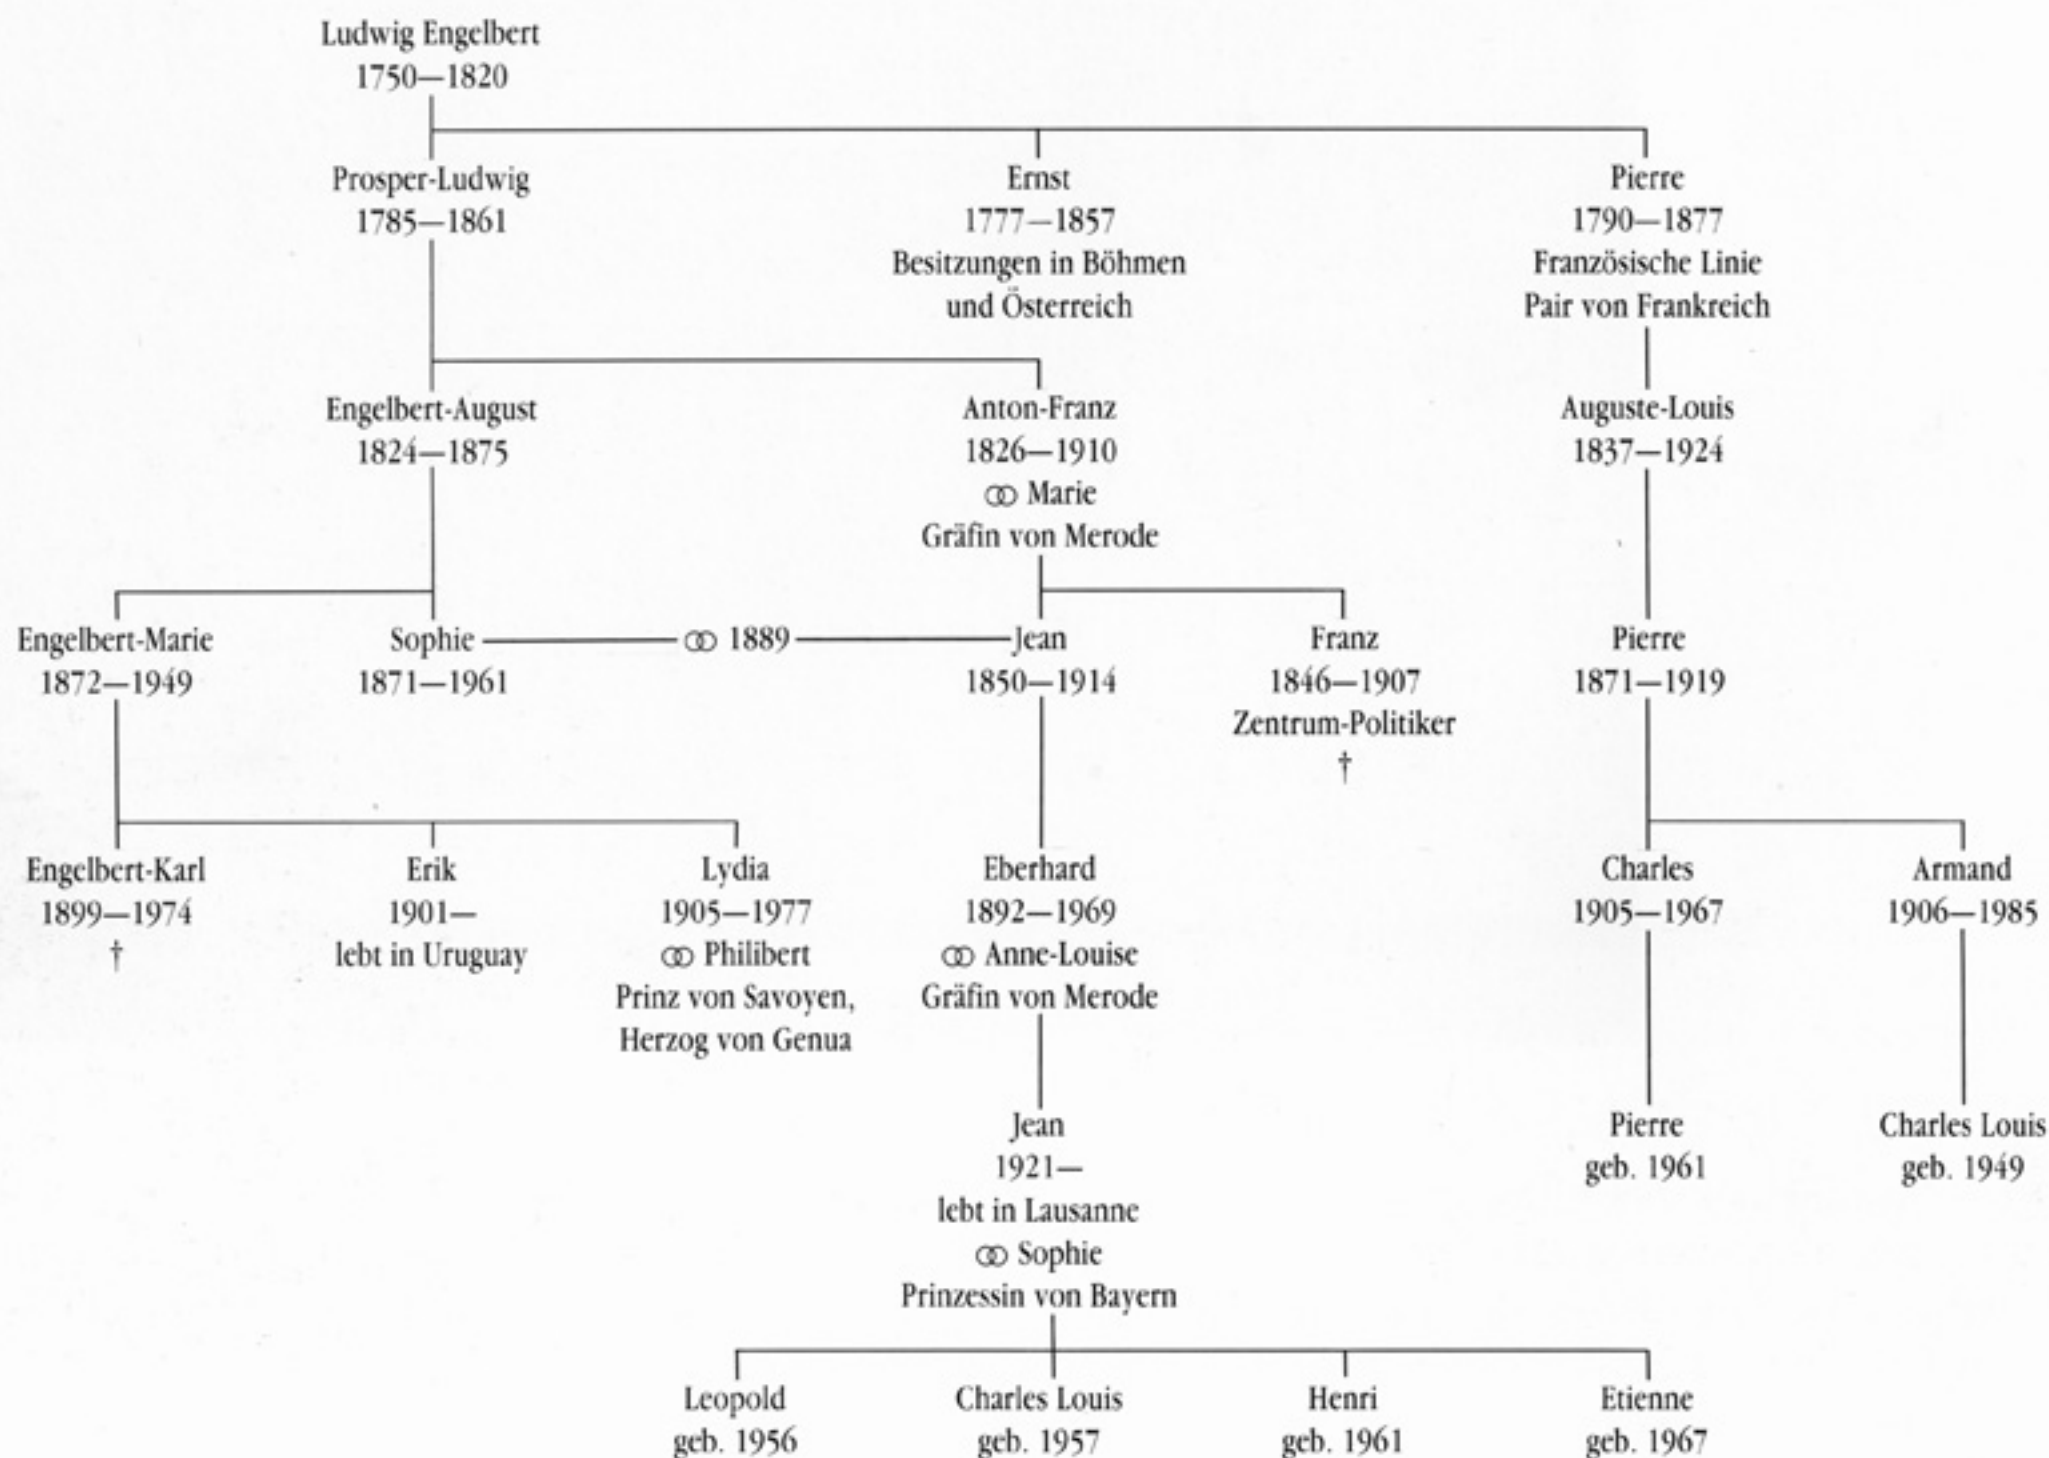 Ludwig Engelbert
1750—1820
Prosper-Ludwig
1785—1861
Ernst
1777—1857
Besitzungen in Böhmen
und Österreich
Pierre
1790—1877
Französische Linie
Pair von Frankreich
Engelbert-August
1824—1875
Anton-Franz
1826—1910
⚭ Marie
Gräfin von Merode
Auguste-Louis
1837—1924
Engelbert-Marie
1872—1949
Sophie
1871—1961
⚭ 1889
Jean
1850—1914
Franz
1846—1907
Zentrum-Politiker
†
Pierre
1871—1919
Engelbert-Karl
1899—1974
†
Erik
1901—
lebt in Uruguay
Lydia
1905—1977
⚭ Philibert
Prinz von Savoyen,
Herzog von Genua
Eberhard
1892—1969
⚭ Anne-Louise
Gräfin von Merode
Charles
1905—1967
Armand
1906—1985
Jean
1921—
lebt in Lausanne
⚭ Sophie
Prinzessin von Bayern
Pierre
geb. 1961
Charles Louis
geb. 1949
Leopold
geb. 1956
Charles Louis
geb. 1957
Henri
geb. 1961
Etienne
geb. 1967